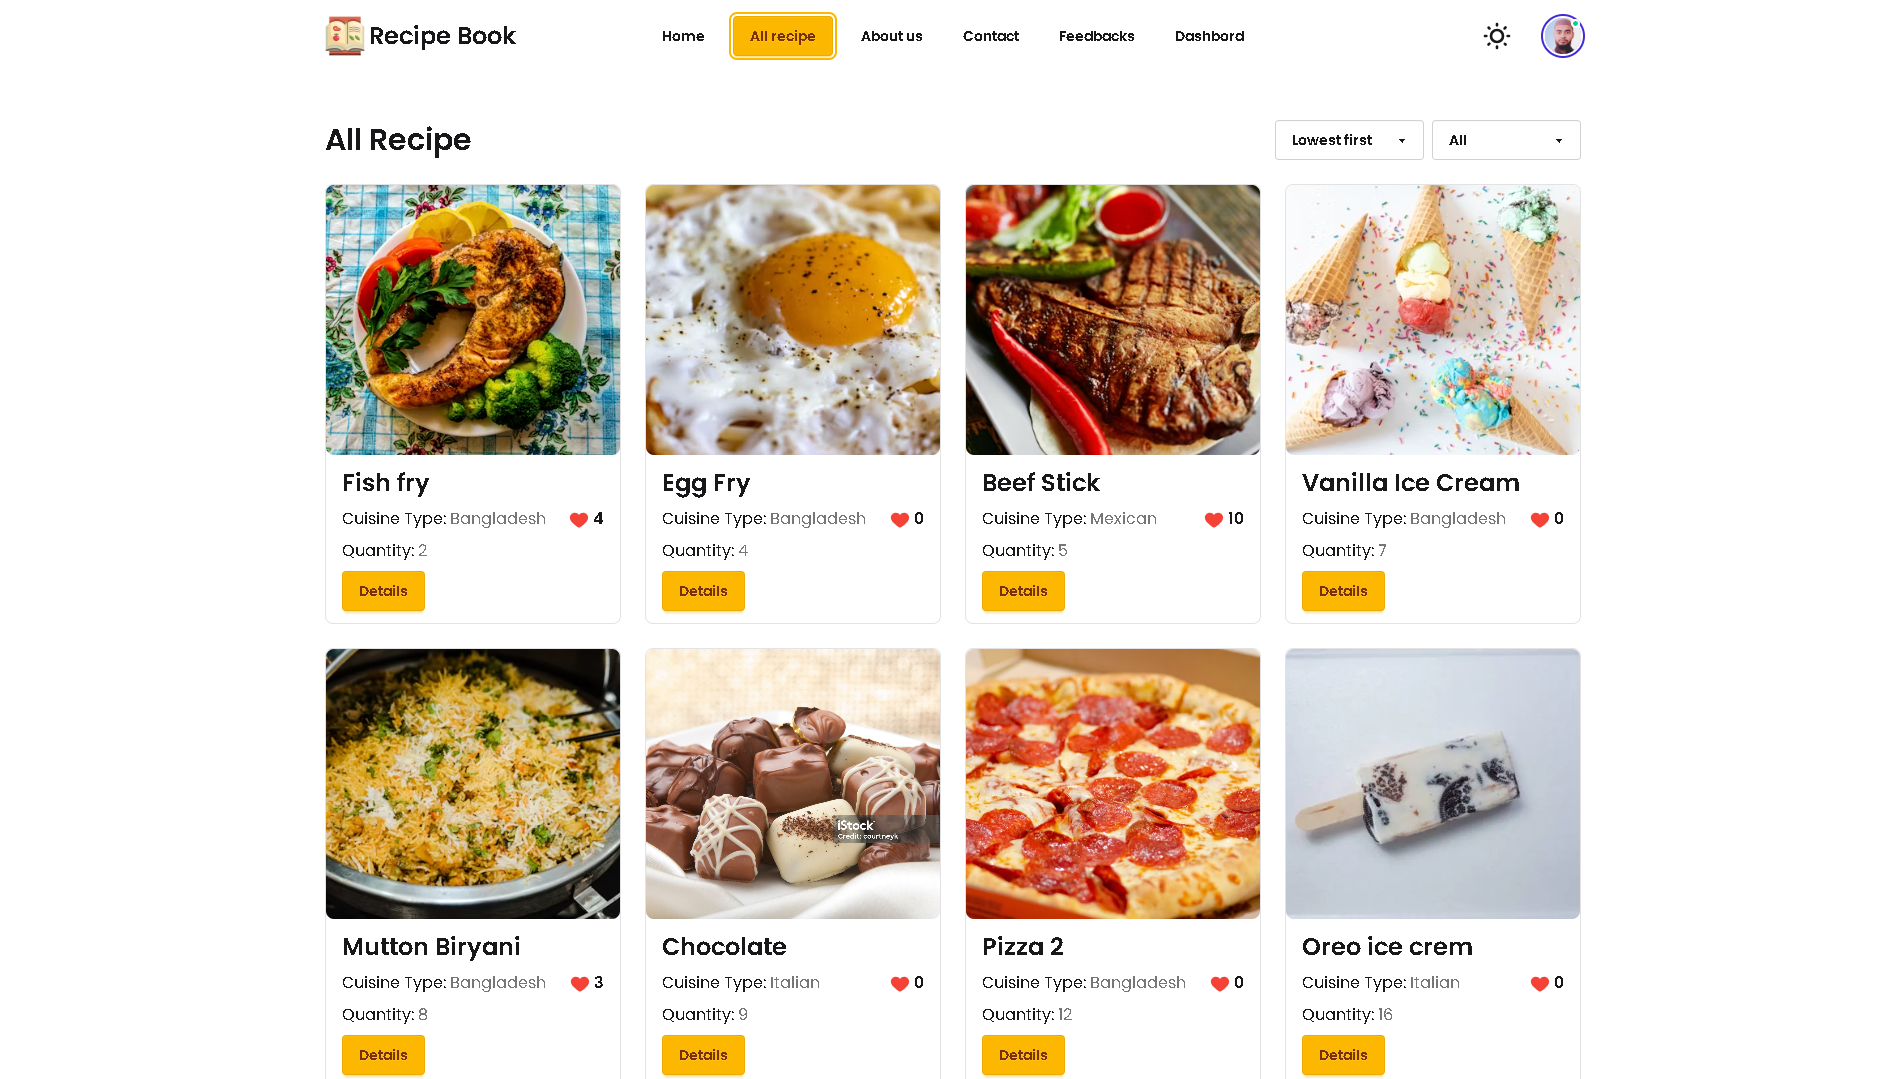 Recipe Book
Home
All recipe
About us
Contact
Feedbacks
Dashbord
All Recipe
Lowest first
All
Fish fry
Cuisine Type: Bangladesh
4
Quantity: 2
Details
Egg Fry
Cuisine Type: Bangladesh
0
Quantity: 4
Details
Beef Stick
Cuisine Type: Mexican
10
Quantity: 5
Details
Vanilla Ice Cream
Cuisine Type: Bangladesh
0
Quantity: 7
Details
Mutton Biryani
Cuisine Type: Bangladesh
3
Quantity: 8
Details
iStock
Credit: courtneyk
Chocolate
Cuisine Type: Italian
0
Quantity: 9
Details
Pizza 2
Cuisine Type: Bangladesh
0
Quantity: 12
Details
Oreo ice crem
Cuisine Type: Italian
0
Quantity: 16
Details